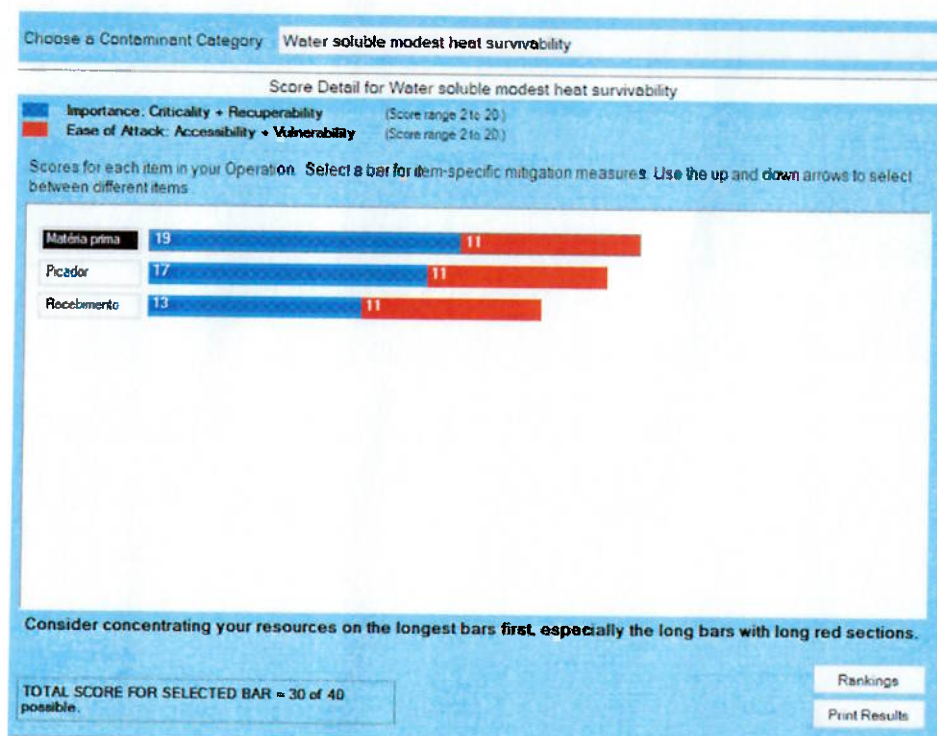 Choose a Contaminant Category Water soluble modest heat survivability
Score Detail for Water soluble modest heat survivability
Importance: Criticality + Recuperability (Score range 2 to 20.)
Ease of Attack: Accessibility + Vulnerability (Score range 2 to 20.)
Scores for each item in your Operation. Select a bar for item-specific mitigation measures. Use the up and down arrows to select
between different items
Matéria prima 19 11
Picador 17 11
Recebimento 13 11
Consider concentrating your resources on the longest bars first, especially the long bars with long red sections.
TOTAL SCORE FOR SELECTED BAR = 30 of 40
possible.
Rankings
Print Results